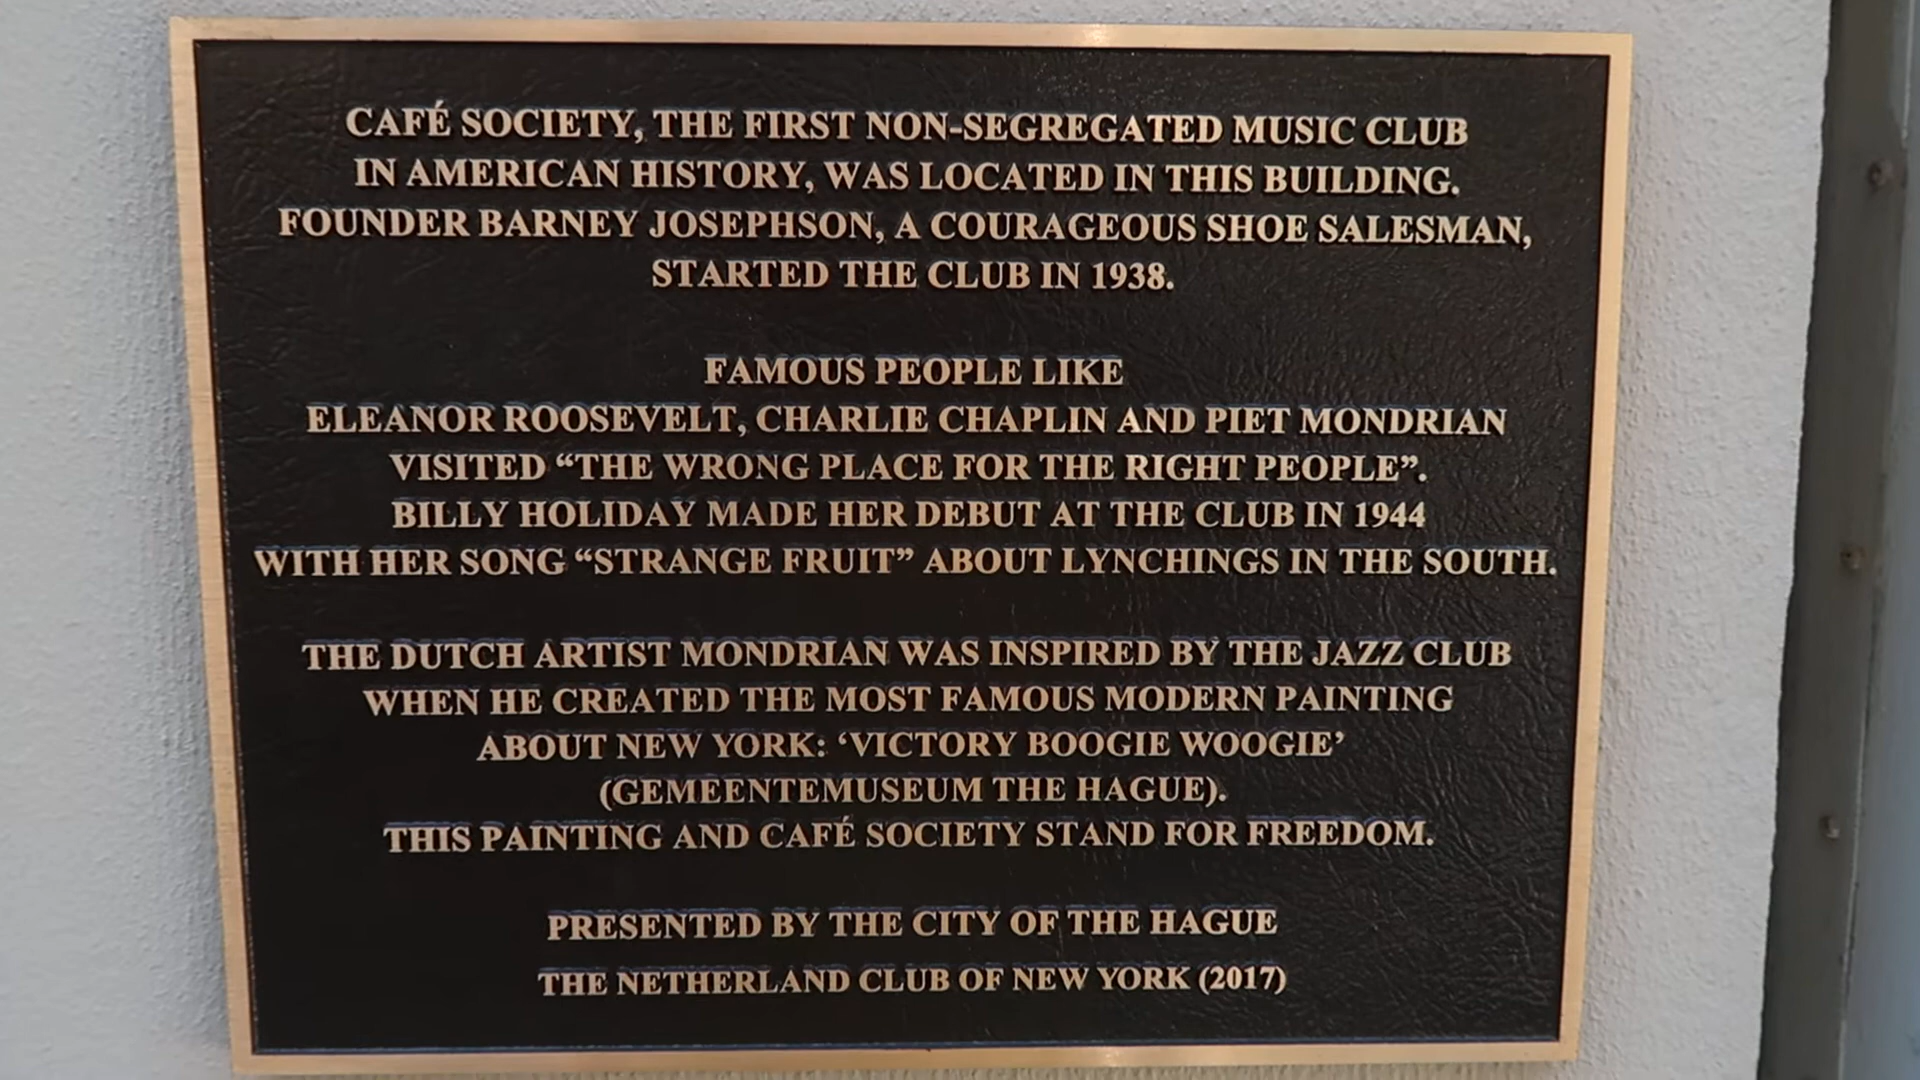 CAFÉ SOCIETY, THE FIRST NON-SEGREGATED MUSIC CLUB
IN AMERICAN HISTORY, WAS LOCATED IN THIS BUILDING.
FOUNDER BARNEY JOSEPHSON, A COURAGEOUS SHOE SALESMAN,
STARTED THE CLUB IN 1938.
FAMOUS PEOPLE LIKE
ELEANOR ROOSEVELT, CHARLIE CHAPLIN AND PIET MONDRIAN
VISITED “THE WRONG PLACE FOR THE RIGHT PEOPLE”.
BILLY HOLIDAY MADE HER DEBUT AT THE CLUB IN 1944
WITH HER SONG “STRANGE FRUIT” ABOUT LYNCHINGS IN THE SOUTH.
THE DUTCH ARTIST MONDRIAN WAS INSPIRED BY THE JAZZ CLUB
WHEN HE CREATED THE MOST FAMOUS MODERN PAINTING
ABOUT NEW YORK: ‘VICTORY BOOGIE WOOGIE’
(GEMEENTEMUSEUM THE HAGUE).
THIS PAINTING AND CAFÉ SOCIETY STAND FOR FREEDOM.
PRESENTED BY THE CITY OF THE HAGUE
THE NETHERLAND CLUB OF NEW YORK (2017)